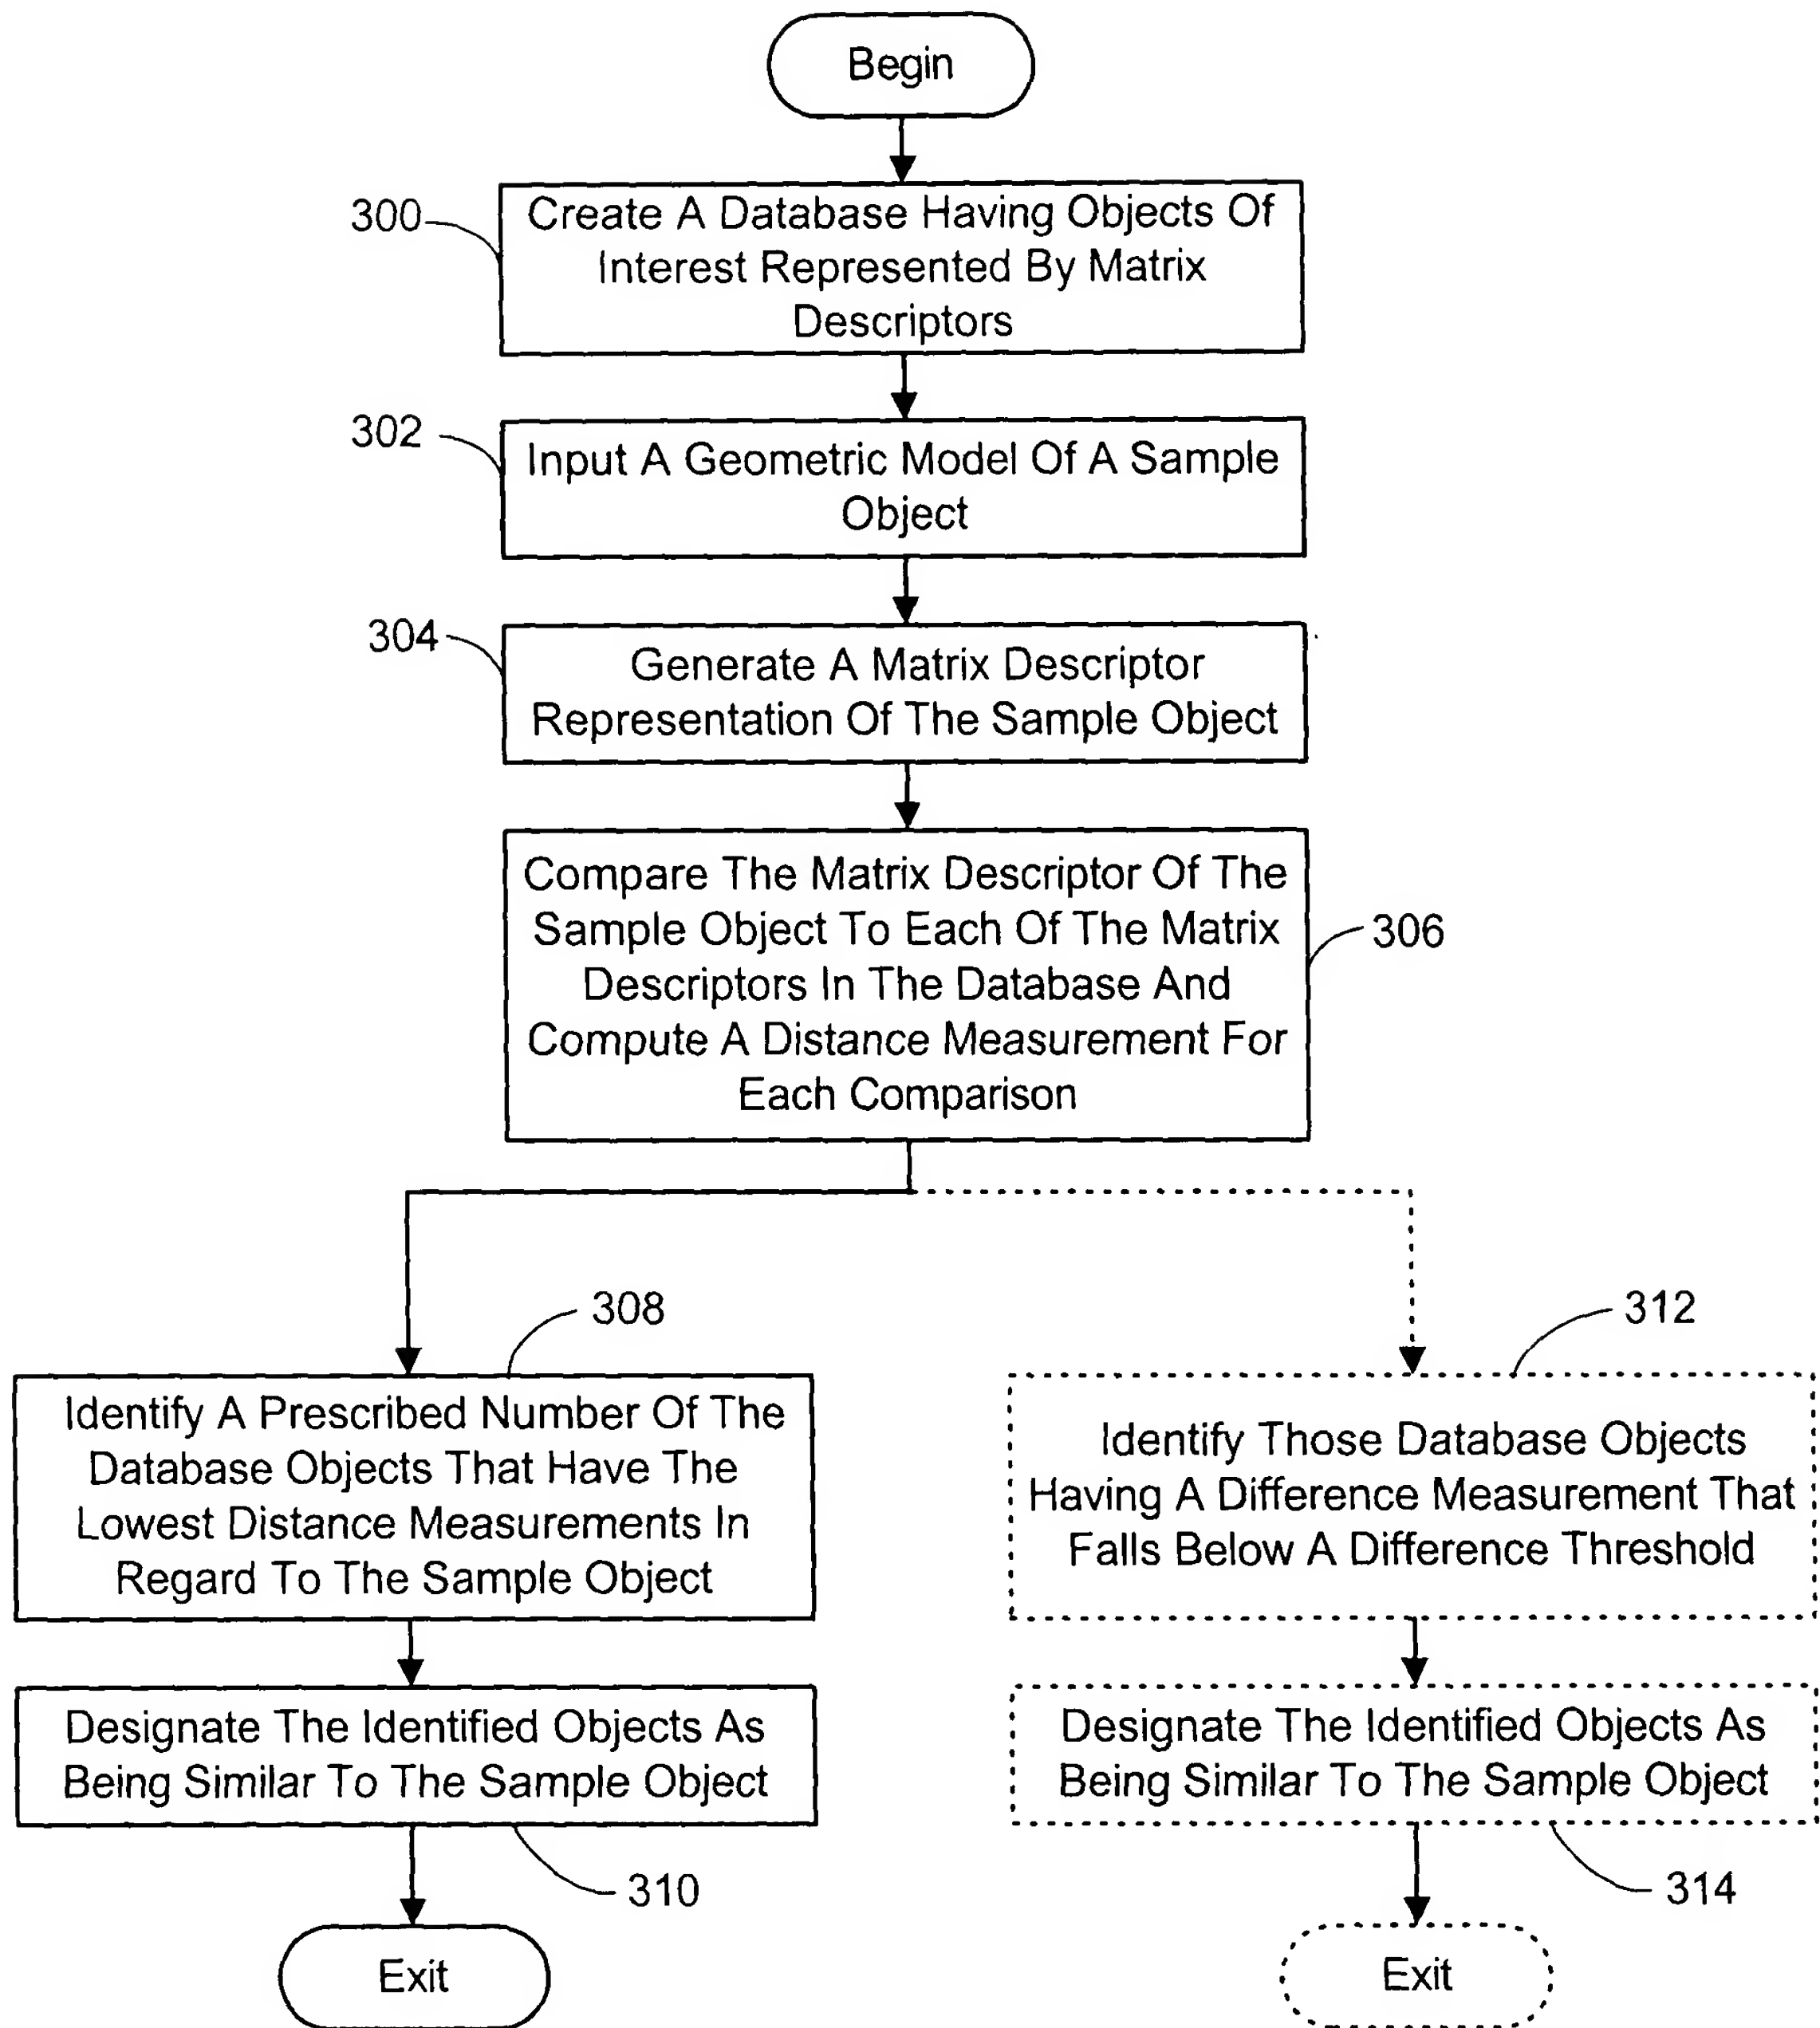 Begin
300
Create A Database Having Objects Of
Interest Represented By Matrix
Descriptors
302
Input A Geometric Model Of A Sample
Object
304
Generate A Matrix Descriptor
Representation Of The Sample Object
Compare The Matrix Descriptor Of The
Sample Object To Each Of The Matrix
Descriptors In The Database And
Compute A Distance Measurement For
Each Comparison
306
308
Identify A Prescribed Number Of The
Database Objects That Have The
Lowest Distance Measurements In
Regard To The Sample Object
Designate The Identified Objects As
Being Similar To The Sample Object
310
Exit
312
Identify Those Database Objects
Having A Difference Measurement That
Falls Below A Difference Threshold
Designate The Identified Objects As
Being Similar To The Sample Object
314
Exit